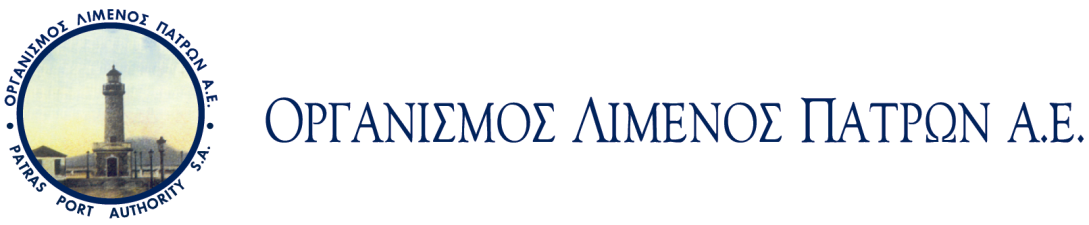 ΟΡΓΑΝΙΣΜΟΣ ΛΙΜΕΝΟΣ ΠΑΤΡΩΝ Α.Ε.
• PATRAS PORT AUTHORITY S.A. •
ΟΡΓΑΝΙΣΜΟΣ ΛΙΜΕΝΟΣ ΠΑΤΡΩΝ Α.Ε.